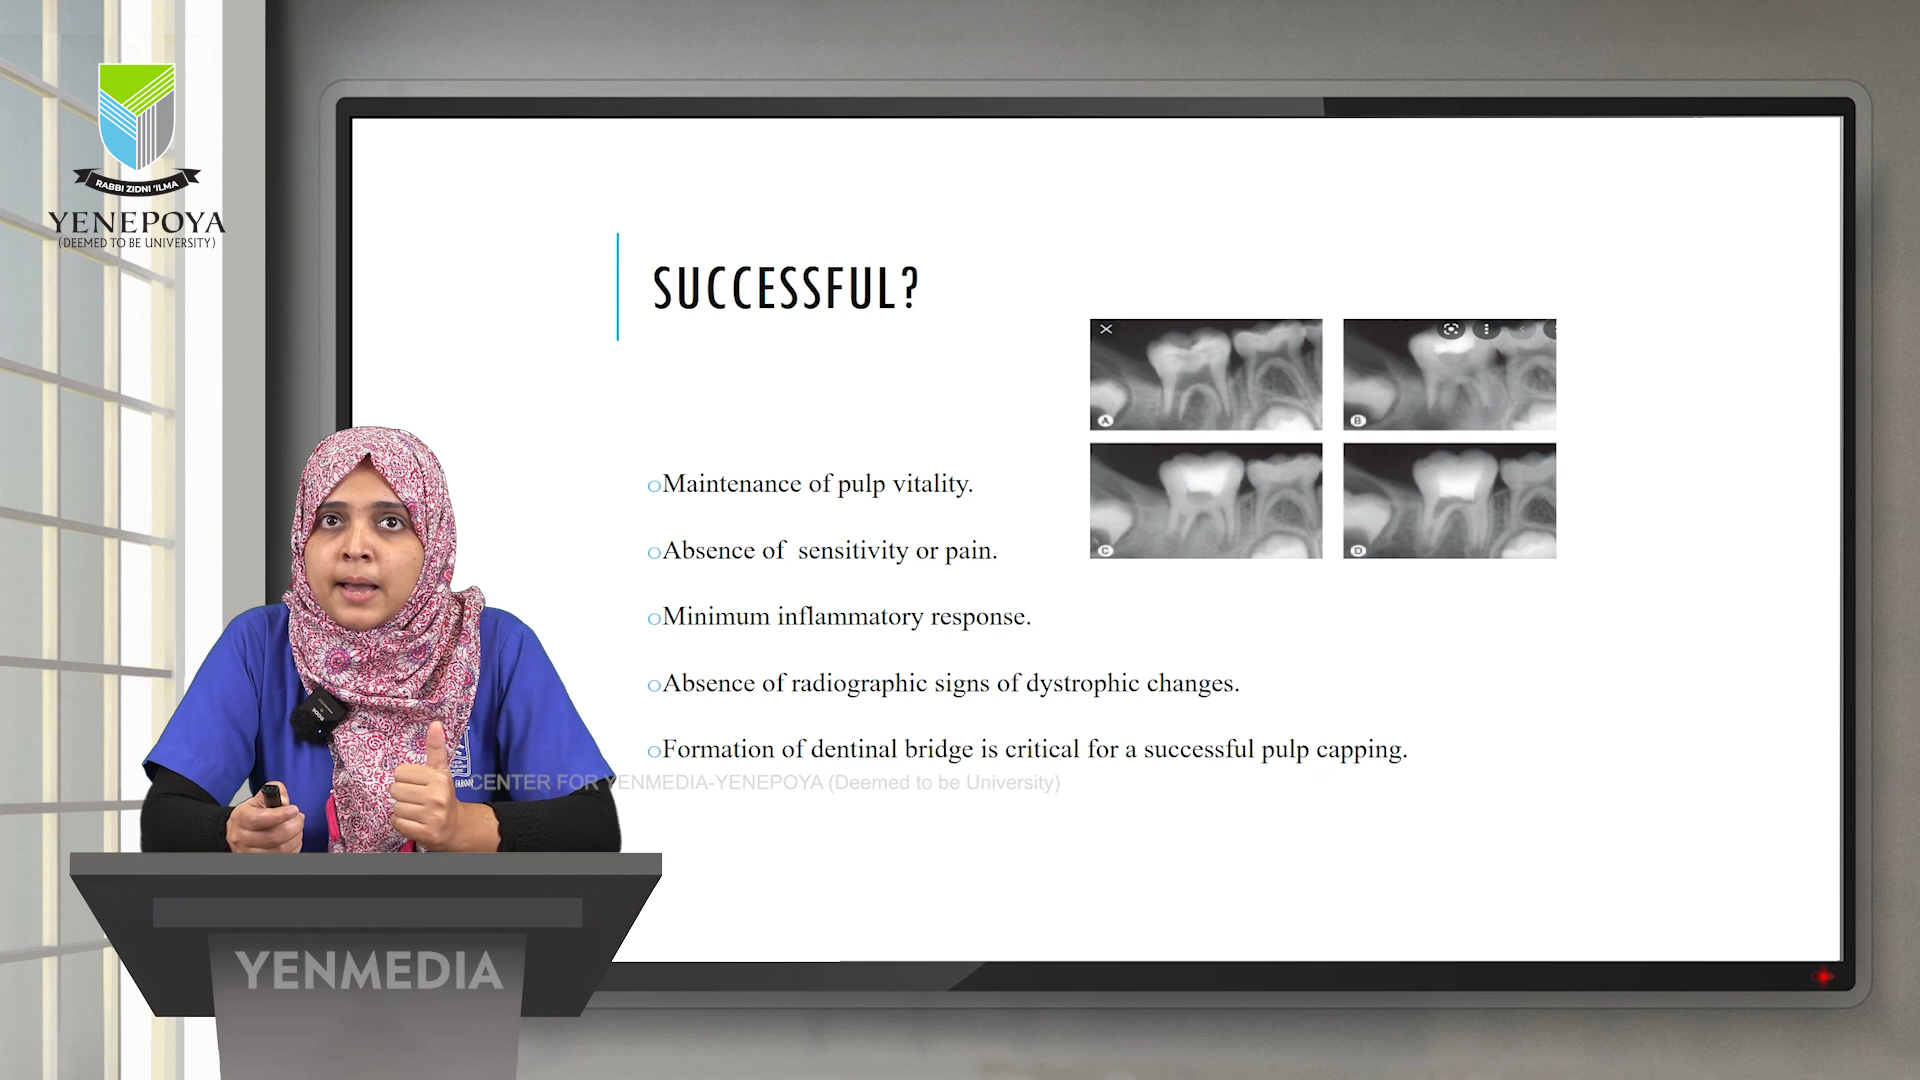 RABBI ZIDNI 'ILMA
YENEPOYA
(DEEMED TO BE UNIVERSITY)
SUCCESSFUL?
A
B
C
D
oMaintenance of pulp vitality.
oAbsence of  sensitivity or pain.
oMinimum inflammatory response.
oAbsence of radiographic signs of dystrophic changes.
oFormation of dentinal bridge is critical for a successful pulp capping.
CENTER FOR YENMEDIA-YENEPOYA (Deemed to be University)
YENMEDIA